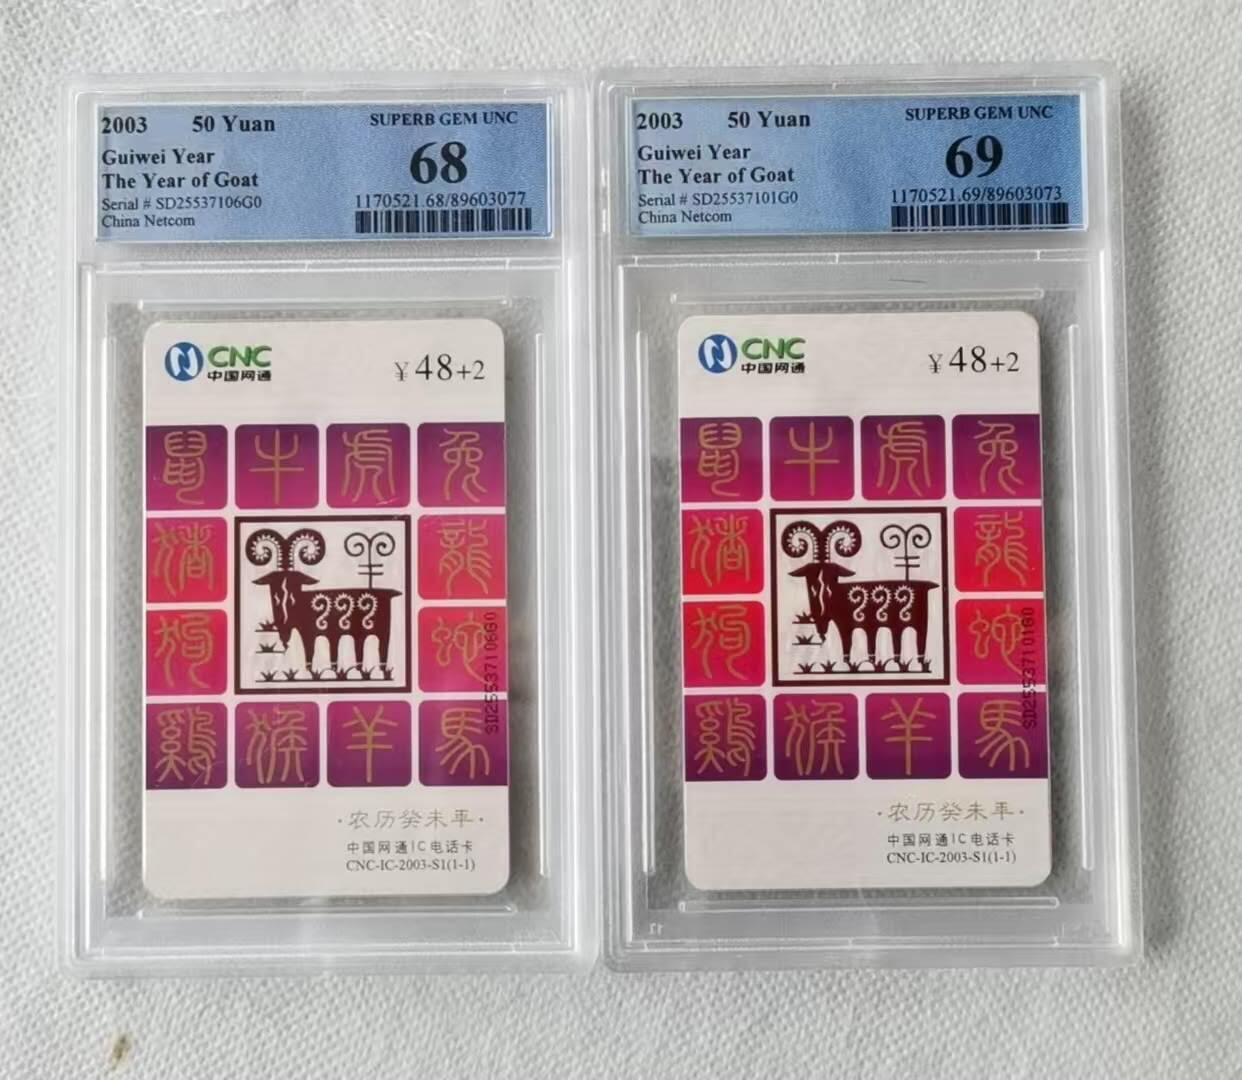 2003 50 Yuan
SUPERB GEM UNC
Guiwei Year
68
The Year of Goat
Serial # SD25537106G0
1170521.68/89603077
China Netcom
CNC
中国网通
¥48+2
鼠 牛 虎 兔
猪 龍
狗 蛇
鷄 猴 羊 馬
SD25537106G0
·农历癸未年·
中国网通IC电话卡
CNC-IC-2003-S1(1-1)
2003 50 Yuan
SUPERB GEM UNC
Guiwei Year
69
The Year of Goat
Serial # SD25537101G0
1170521.69/89603073
China Netcom
CNC
中国网通
¥48+2
鼠 牛 虎 兔
猪 龍
狗 蛇
鷄 猴 羊 馬
SD25537101G0
·农历癸未年·
中国网通IC电话卡
CNC-IC-2003-S1(1-1)